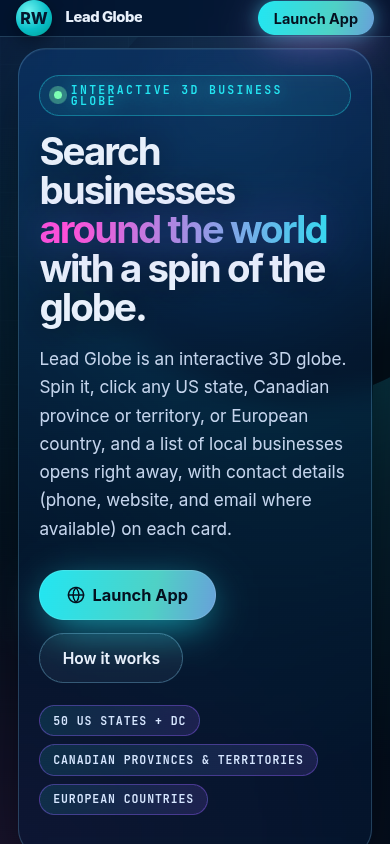 RW Lead Globe Launch App
INTERACTIVE 3D BUSINESS
GLOBE
Search
businesses
around the world
with a spin of the
globe.
Lead Globe is an interactive 3D globe.
Spin it, click any US state, Canadian
province or territory, or European
country, and a list of local businesses
opens right away, with contact details
(phone, website, and email where
available) on each card.
Launch App
How it works
50 US STATES + DC
CANADIAN PROVINCES & TERRITORIES
EUROPEAN COUNTRIES